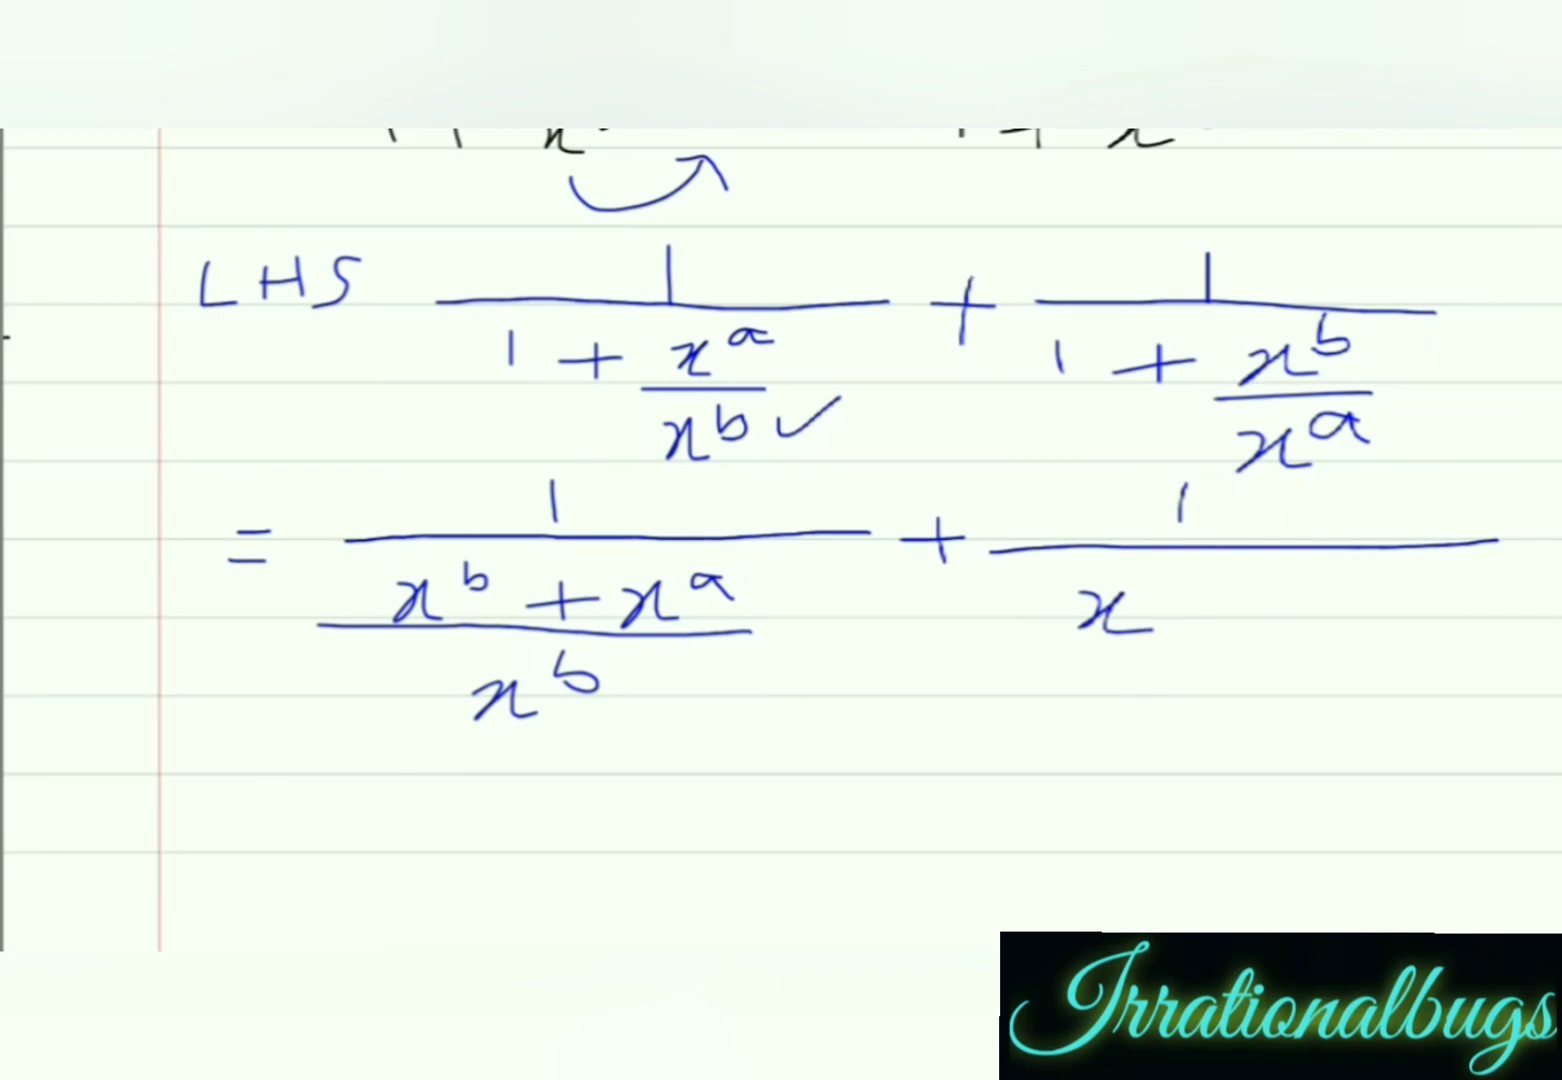 LHS 1/(1 + x^a/x^b) ✓ + 1/(1 + x^b/x^a)
= 1/((x^b + x^a)/x^b) + 1/x
Irrationalbugs